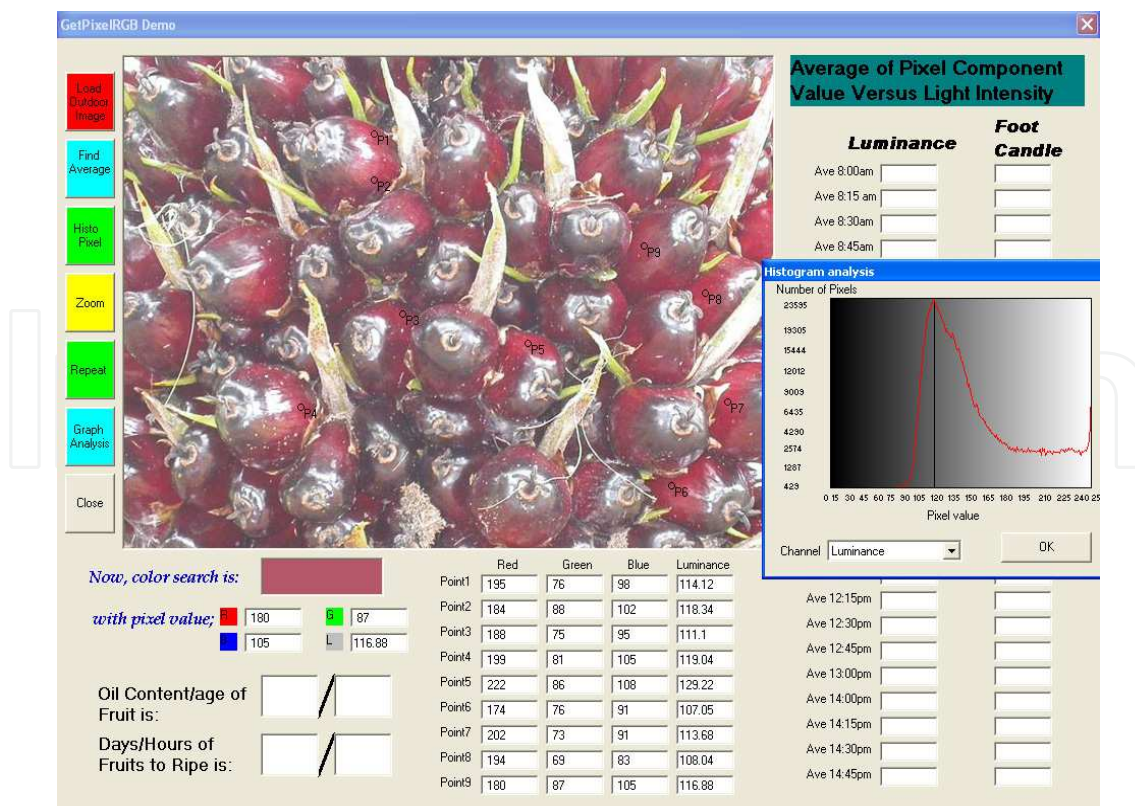 GetPixelRGB Demo
Load
Outdoor
Image
Find
Average
Histo
Pixel
Zoom
Repeat
Graph
Analysis
Close
P1
P2
P9
P8
P3
P5
P7
P4
P6
Average of Pixel Component
Value Versus Light Intensity
Luminance
Foot
Candle
Ave 8:00am
Ave 8:15 am
Ave 8:30am
Ave 8:45am
Histogram analysis
Number of Pixels
23595
19305
15444
12012
9009
6435
4290
2574
1287
429
0 15 30 45 60 75 90 105 120 135 150 165 180 195 210 225 240 25
Pixel value
Channel Luminance
OK
Now, color search is:
with pixel value;
R 180 G 87
105 L 116.88
Oil Content/age of
Fruit is:
Days/Hours of
Fruits to Ripe is:
Red Green Blue Luminance
Point1 195 76 98 114.12
Point2 184 88 102 118.34
Point3 188 75 95 111.1
Point4 199 81 105 119.04
Point5 222 86 108 129.22
Point6 174 76 91 107.05
Point7 202 73 91 113.68
Point8 194 69 83 108.04
Point9 180 87 105 116.88
Ave 12:15pm
Ave 12:30pm
Ave 12:45pm
Ave 13:00pm
Ave 14:00pm
Ave 14:15pm
Ave 14:30pm
Ave 14:45pm